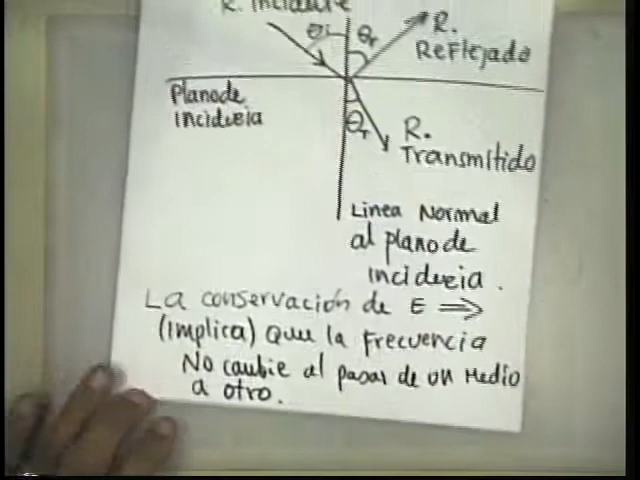 R. Incidente
θi θr R.
Reflejado
Plano de
incidencia
θr R.
Transmitido
Linea Normal
al plano de
incidencia.
La conservación de E ⟹
(implica) Que la frecuencia
No cambie al pasar de un Medio
a otro.